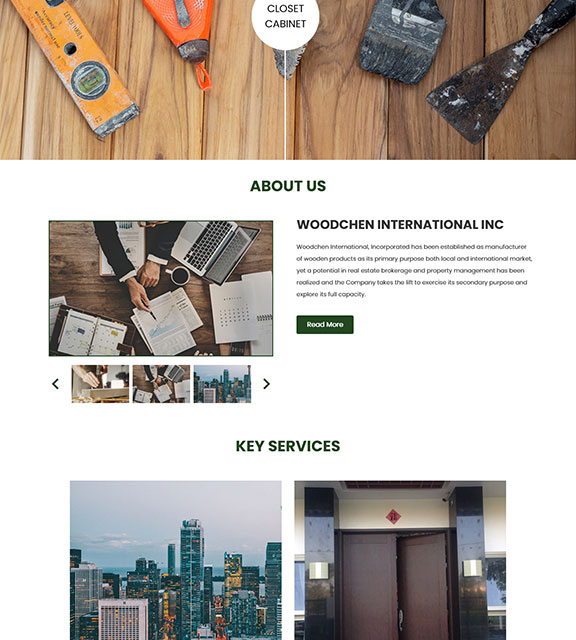 CLOSET
CABINET
ABOUT US
WOODCHEN INTERNATIONAL INC
Woodchen International, Incorporated has been established as manufacturer
of wooden products as its primary purpose both local and international market,
yet a potential in real estate brokerage and property management has been
realized and the Company takes the lift to exercise its secondary purpose and
explore its full capacity.
Read More
KEY SERVICES